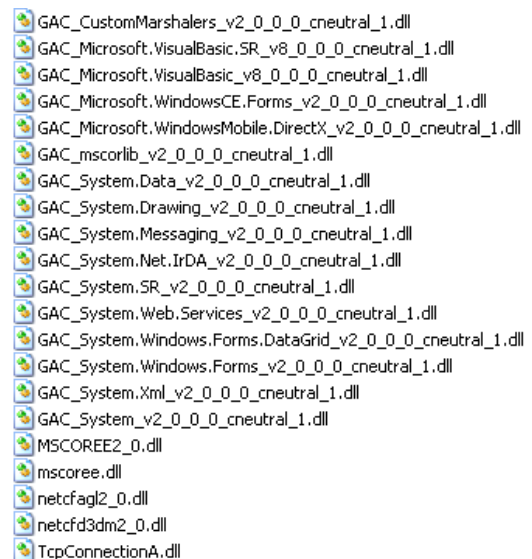 GAC_CustomMarshalers_v2_0_0_0_cneutral_1.dll
GAC_Microsoft.VisualBasic.SR_v8_0_0_0_cneutral_1.dll
GAC_Microsoft.VisualBasic_v8_0_0_0_cneutral_1.dll
GAC_Microsoft.WindowsCE.Forms_v2_0_0_0_cneutral_1.dll
GAC_Microsoft.WindowsMobile.DirectX_v2_0_0_0_cneutral_1.dll
GAC_mscorlib_v2_0_0_0_cneutral_1.dll
GAC_System.Data_v2_0_0_0_cneutral_1.dll
GAC_System.Drawing_v2_0_0_0_cneutral_1.dll
GAC_System.Messaging_v2_0_0_0_cneutral_1.dll
GAC_System.Net.IrDA_v2_0_0_0_cneutral_1.dll
GAC_System.SR_v2_0_0_0_cneutral_1.dll
GAC_System.Web.Services_v2_0_0_0_cneutral_1.dll
GAC_System.Windows.Forms.DataGrid_v2_0_0_0_cneutral_1.dll
GAC_System.Windows.Forms_v2_0_0_0_cneutral_1.dll
GAC_System.Xml_v2_0_0_0_cneutral_1.dll
GAC_System_v2_0_0_0_cneutral_1.dll
MSCOREE2_0.dll
mscoree.dll
netcfagl2_0.dll
netcfd3dm2_0.dll
TcpConnectionA.dll